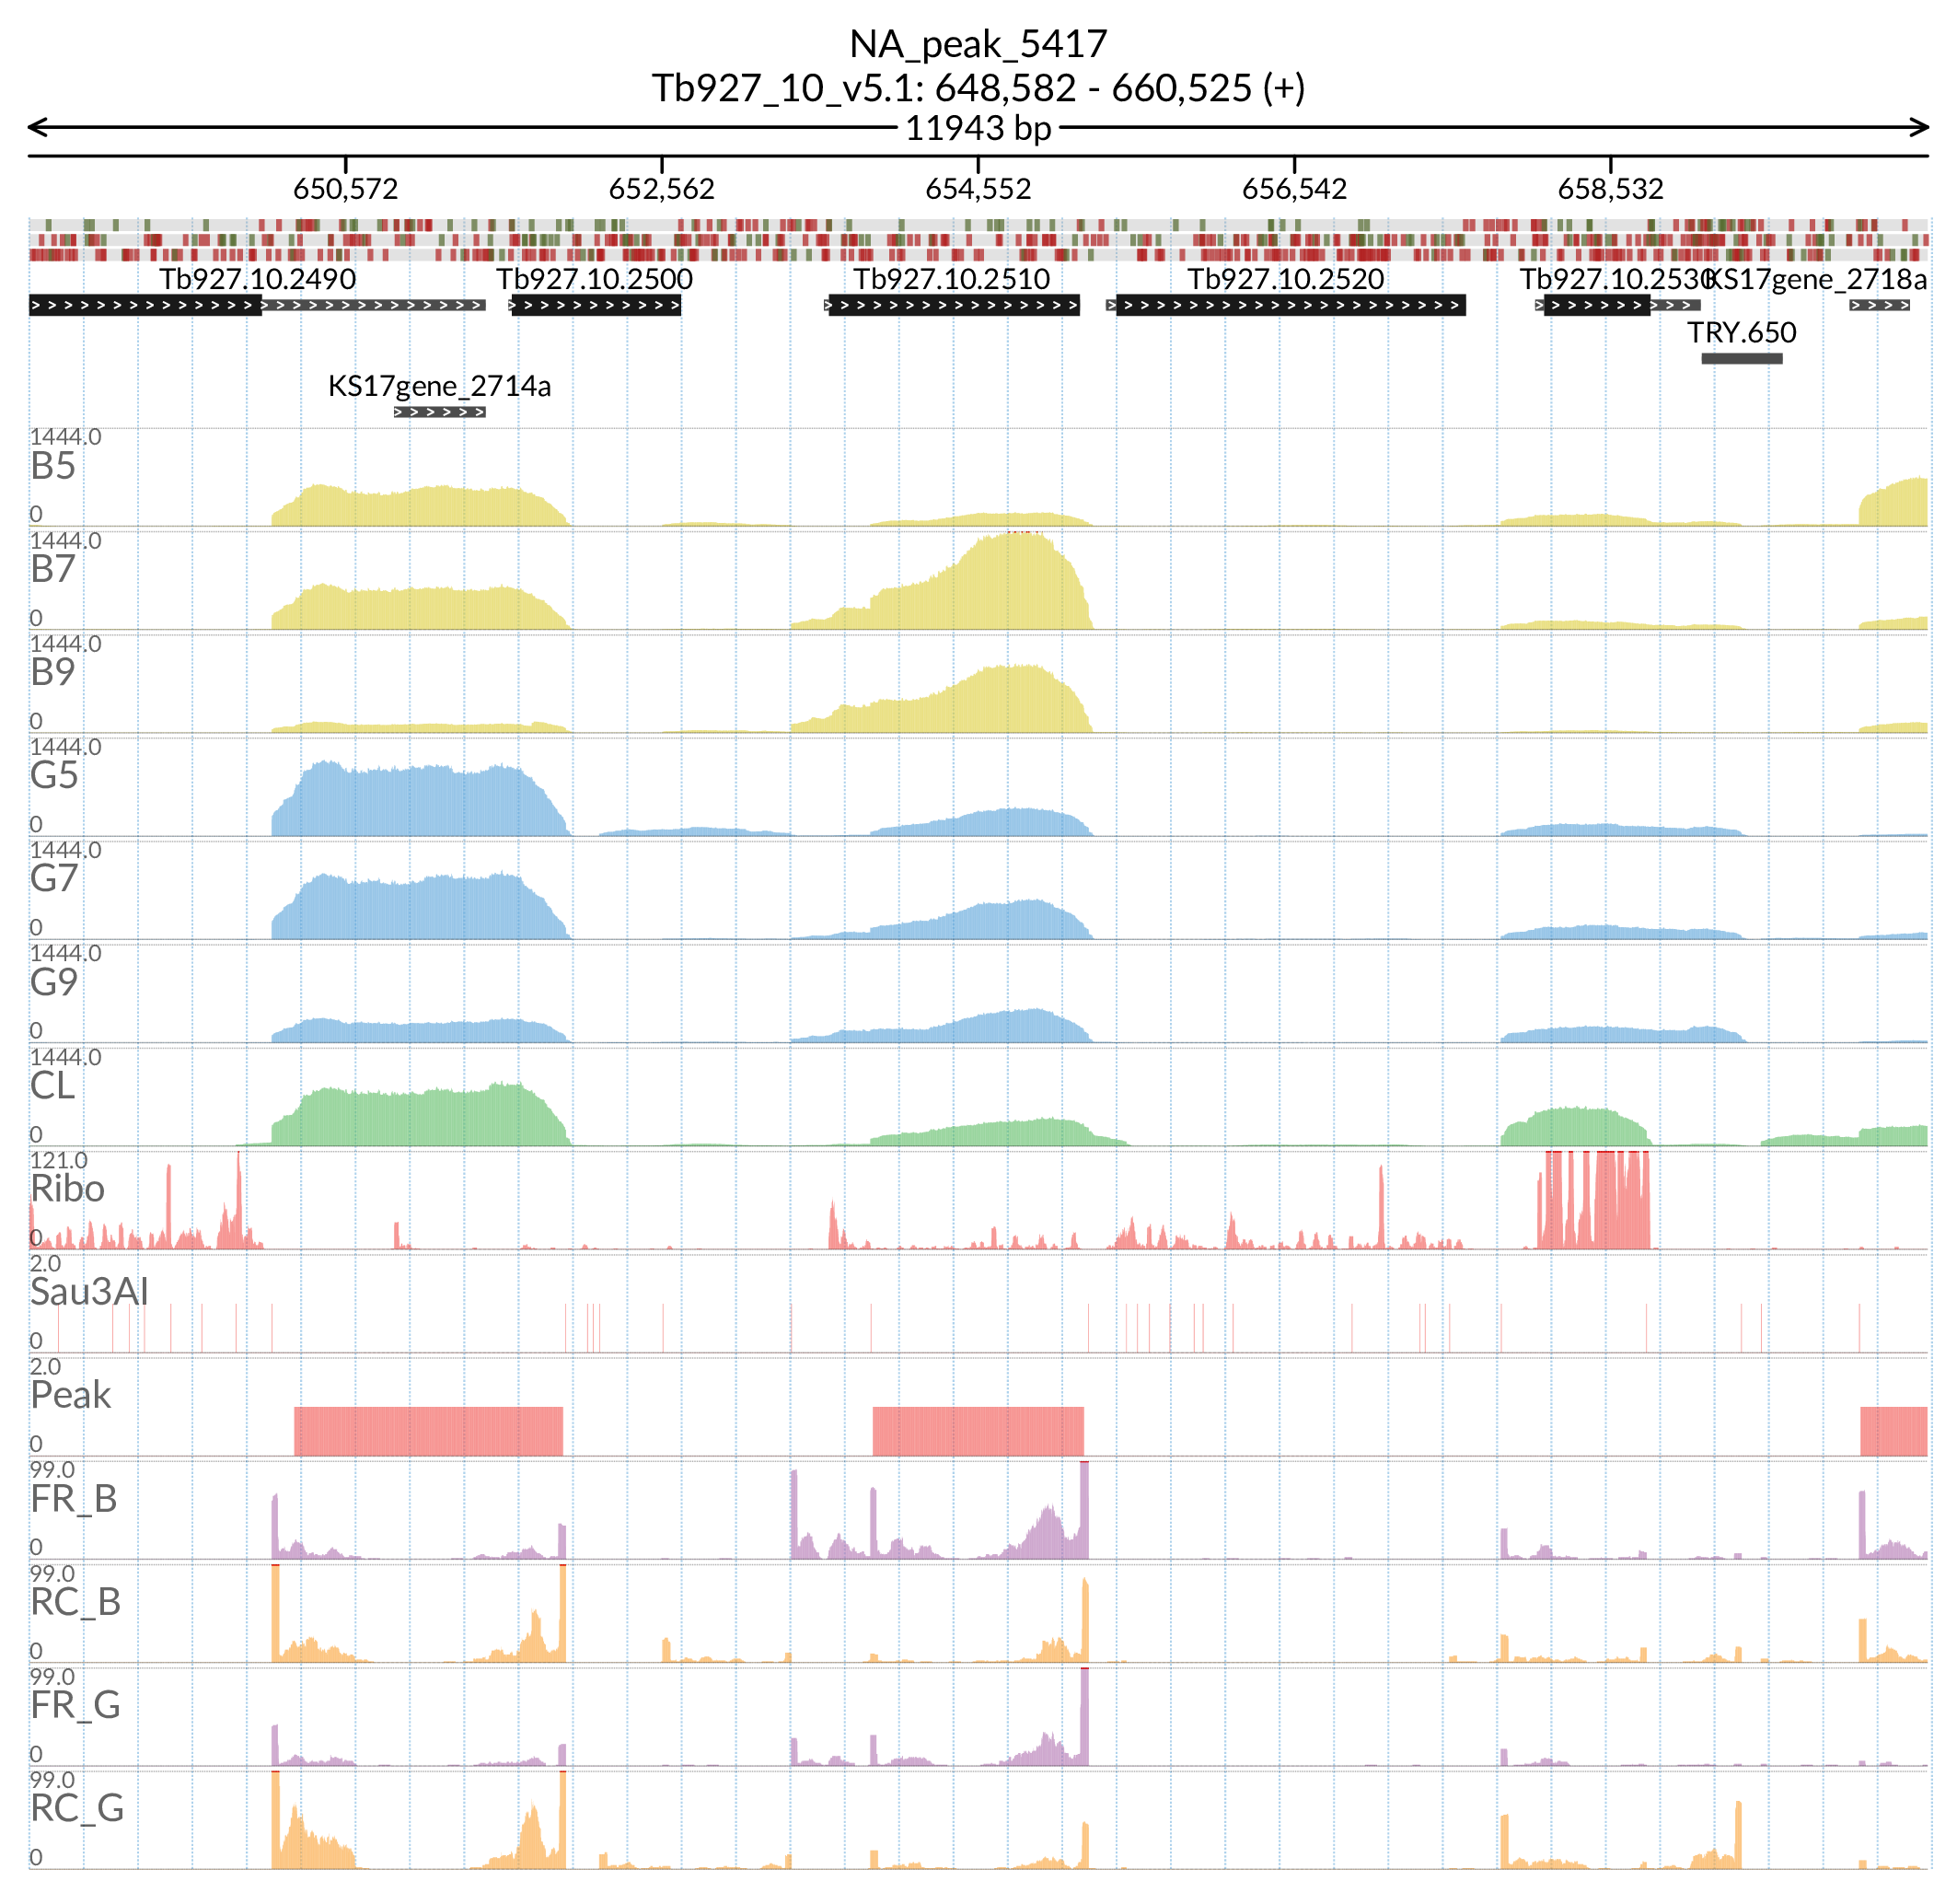 NA_peak_5417
Tb927_10_v5.1: 648,582 - 660,525 (+)
11943 bp
650,572 652,562 654,552 656,542 658,532
Tb927.10.2490 Tb927.10.2500 Tb927.10.2510 Tb927.10.2520 Tb927.10.2530 KS17gene_2718a
TRY.650
KS17gene_2714a
1444.0
B5
0
1444.0
B7
0
1444.0
B9
0
1444.0
G5
0
1444.0
G7
0
1444.0
G9
0
1444.0
CL
0
121.0
Ribo
0
2.0
Sau3AI
0
2.0
Peak
0
99.0
FR_B
0
99.0
RC_B
0
99.0
FR_G
0
99.0
RC_G
0